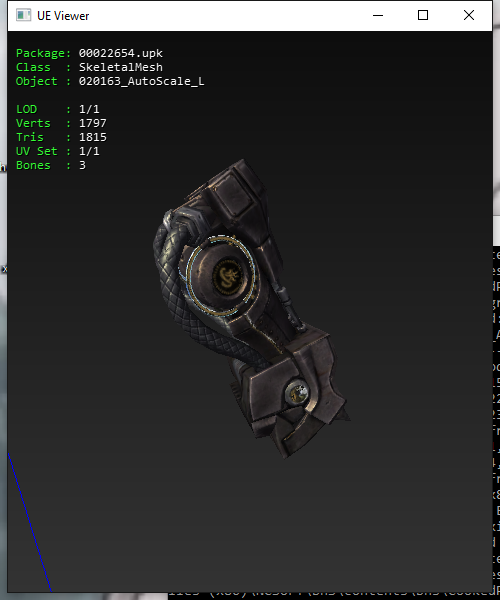 UE Viewer
Package: 00022654.upk
Class  : SkeletalMesh
Object : 020163_AutoScale_L
LOD    : 1/1
Verts  : 1797
Tris   : 1815
UV Set : 1/1
Bones  : 3